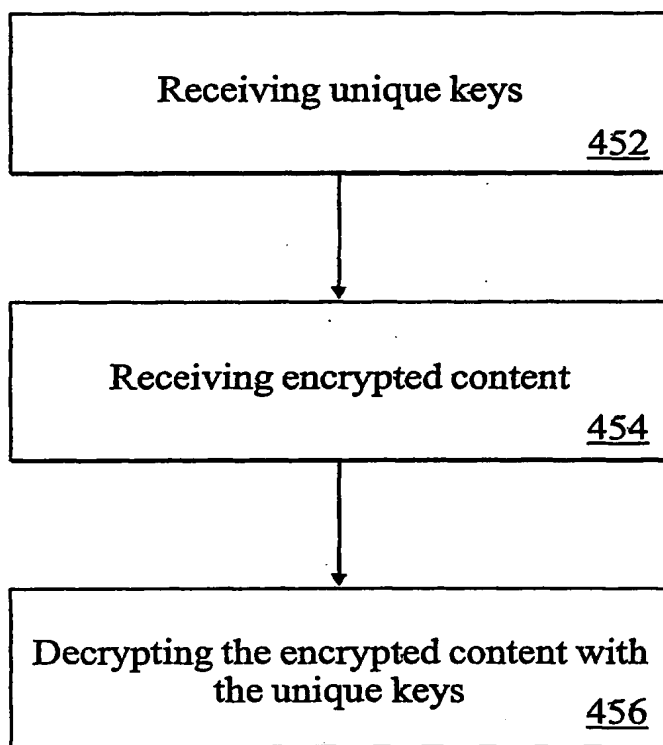 Receiving unique keys
452
Receiving encrypted content
454
Decrypting the encrypted content with
the unique keys
456